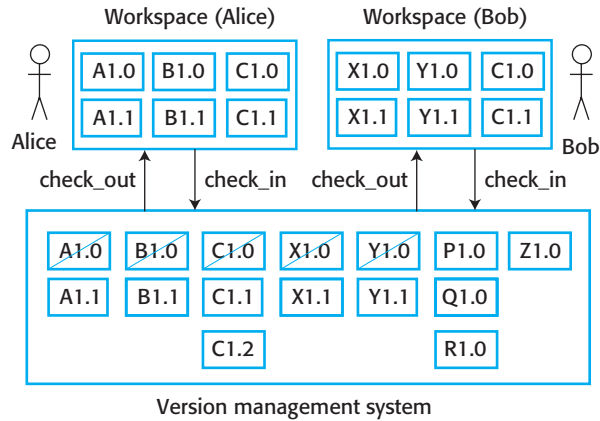 Workspace (Alice) Workspace (Bob)
A1.0 B1.0 C1.0 X1.0 Y1.0 C1.0
A1.1 B1.1 C1.1 X1.1 Y1.1 C1.1
Alice Bob
check_out check_in check_out check_in
A1.0 B1.0 C1.0 X1.0 Y1.0 P1.0 Z1.0
A1.1 B1.1 C1.1 X1.1 Y1.1 Q1.0
C1.2 R1.0
Version management system